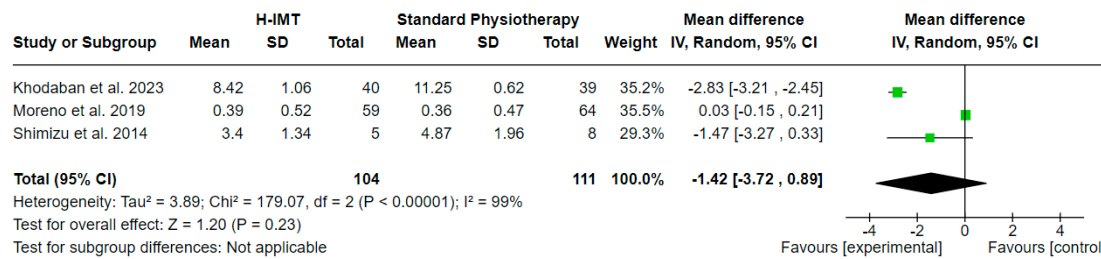 H-IMT Standard Physiotherapy Mean difference Mean difference
Study or Subgroup Mean SD Total Mean SD Total Weight IV, Random, 95% CI IV, Random, 95% CI
Khodaban et al. 2023 8.42 1.06 40 11.25 0.62 39 35.2% -2.83 [-3.21 , -2.45]
Moreno et al. 2019 0.39 0.52 59 0.36 0.47 64 35.5% 0.03 [-0.15 , 0.21]
Shimizu et al. 2014 3.4 1.34 5 4.87 1.96 8 29.3% -1.47 [-3.27 , 0.33]
Total (95% CI) 104 111 100.0% -1.42 [-3.72 , 0.89]
Heterogeneity: Tau² = 3.89; Chi² = 179.07, df = 2 (P < 0.00001); I² = 99%
Test for overall effect: Z = 1.20 (P = 0.23) -4 -2 0 2 4
Test for subgroup differences: Not applicable Favours [experimental] Favours [control